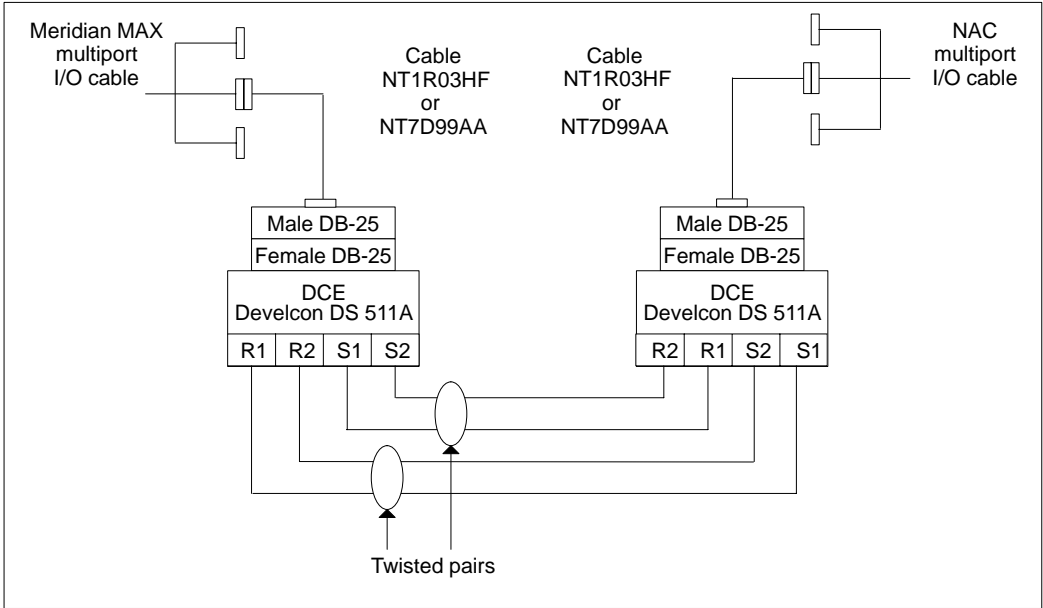 Meridian MAX
multiport
I/O cable
Cable
NT1R03HF
or
NT7D99AA
Cable
NT1R03HF
or
NT7D99AA
NAC
multiport
I/O cable
Male DB-25
Female DB-25
DCE
Develcon DS 511A
R1 R2 S1 S2
Male DB-25
Female DB-25
DCE
Develcon DS 511A
R2 R1 S2 S1
Twisted pairs